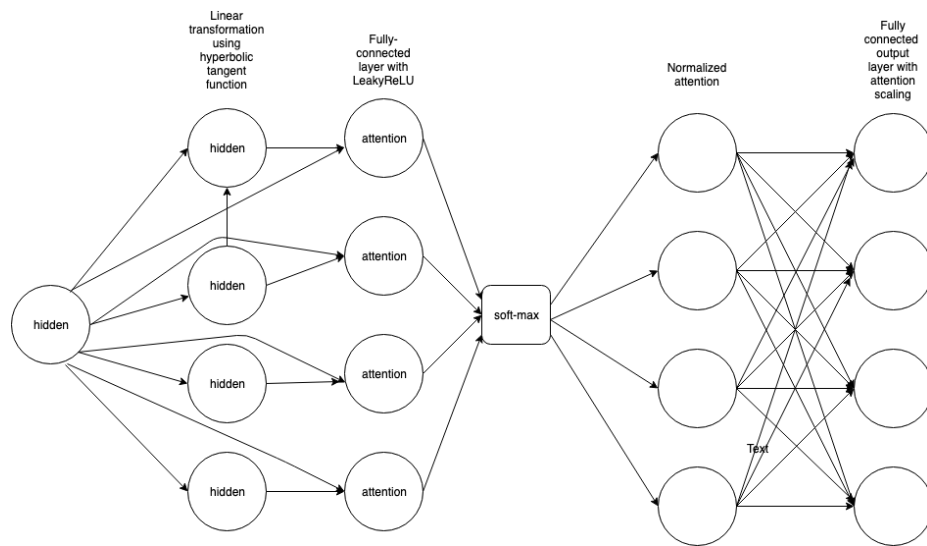 Linear
transformation
using
hyperbolic
tangent
function
Fully-
connected
layer with
LeakyReLU
Normalized
attention
Fully
connected
output
layer with
attention
scaling
hidden
attention
hidden
attention
hidden
soft-max
hidden
attention
Text
hidden
attention